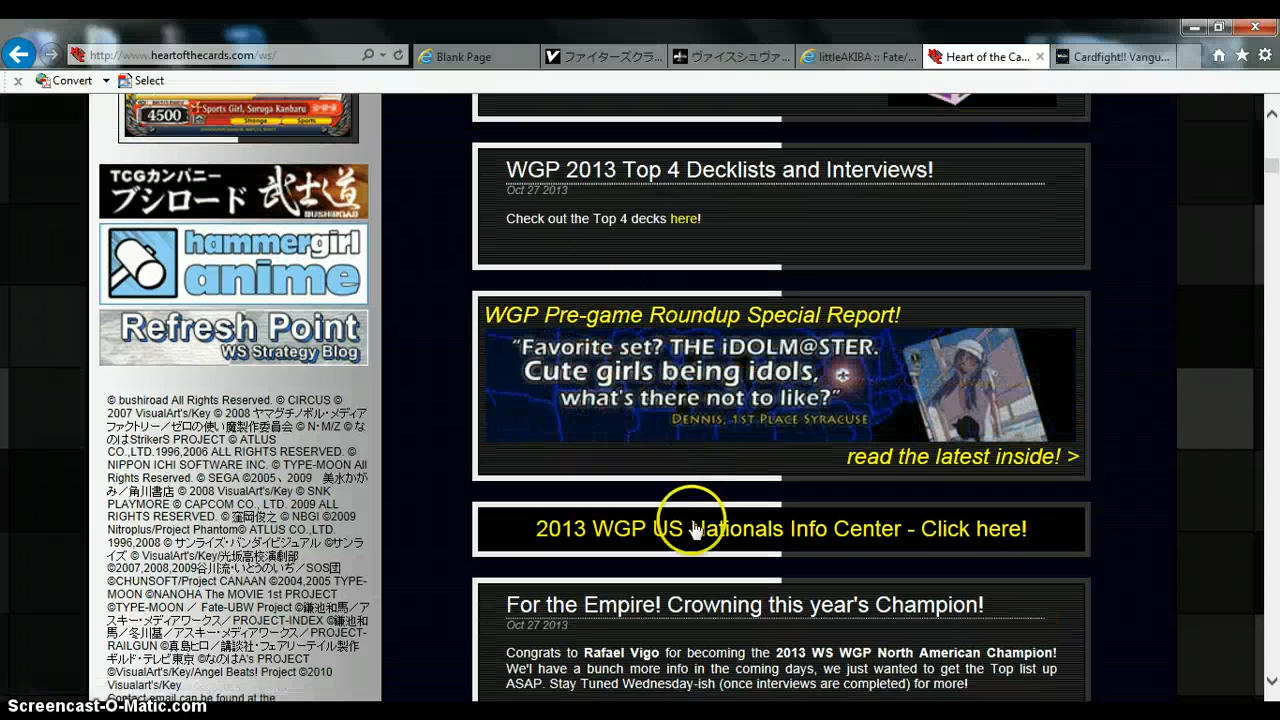 http://www.heartofthecards.com/ws/
Blank Page
ファイターズクラ...
ヴァイスシュヴァ...
littleAKIBA :: Fate/...
Heart of the Ca...
Cardfight!! Vangu...
Convert
Select
4500
Sports Girl, Suruga Kanbaru
Strange
Sports
TCGカンパニー
ブシロード 武士道
BUSHIROAD
hammergirl
anime
Refresh Point
WS Strategy Blog
© bushiroad All Rights Reserved. © CIRCUS ©
2007 VisualArt's/Key © 2008 ヤマグチノボル・メディア
ファクトリー／ゼロの使い魔製作委員会 © N・M/Z ©な
のはStrikerS PROJECT © ATLUS
CO.,LTD.1996,2006 ALL RIGHTS RESERVED. ©
NIPPON ICHI SOFTWARE INC. © TYPE-MOON All
Rights Reserved. © SEGA ©2005、2009 美水かが
み／角川書店 © 2008 VisualArt's/Key © SNK
PLAYMORE © CAPCOM CO., LTD. 2009 ALL
RIGHTS RESERVED. © 窪岡俊之 © NBGI ©2009
Nitroplus/Project Phantom© ATLUS CO.,LTD.
1996,2008 © サンライズ・バンダイビジュアル ©サンラ
イズ © VisualArt's/Key/光坂高校演劇部
©2007,2008,2009谷川流・いとうのいぢ／SOS団
©CHUNSOFT/Project CANAAN ©2004,2005 TYPE-
MOON ©NANOHA The MOVIE 1st PROJECT
©TYPE-MOON ／ Fate-UBW Project ©鎌池和馬／ア
スキー・メディアワークス／PROJECT-INDEX ©鎌池和
馬／冬川基／アスキー・メディアワークス／PROJECT-
RAILGUN ©真島ヒロ／講談社・フェアリーテイル製作
ギルド・テレビ東京 ©なのはA's PROJECT
©VisualArt's/Key/Angel Beats! Project ©2010
Visualart's/Key
Contact email can be found at the
WGP 2013 Top 4 Decklists and Interviews!
Oct 27 2013
Check out the Top 4 decks here!
WGP Pre-game Roundup Special Report!
"Favorite set? THE iDOLM@STER.
Cute girls being idols,
what's there not to like?"
DENNIS, 1ST PLACE SYRACUSE
read the latest inside! >
2013 WGP US Nationals Info Center - Click here!
For the Empire! Crowning this year's Champion!
Oct 27 2013
Congrats to Rafael Vigo for becoming the 2013 WS WGP North American Champion!
We'll have a bunch more info in the coming days, we just wanted to get the Top list up
ASAP. Stay Tuned Wednesday-ish (once interviews are completed) for more!
Screencast-O-Matic.com